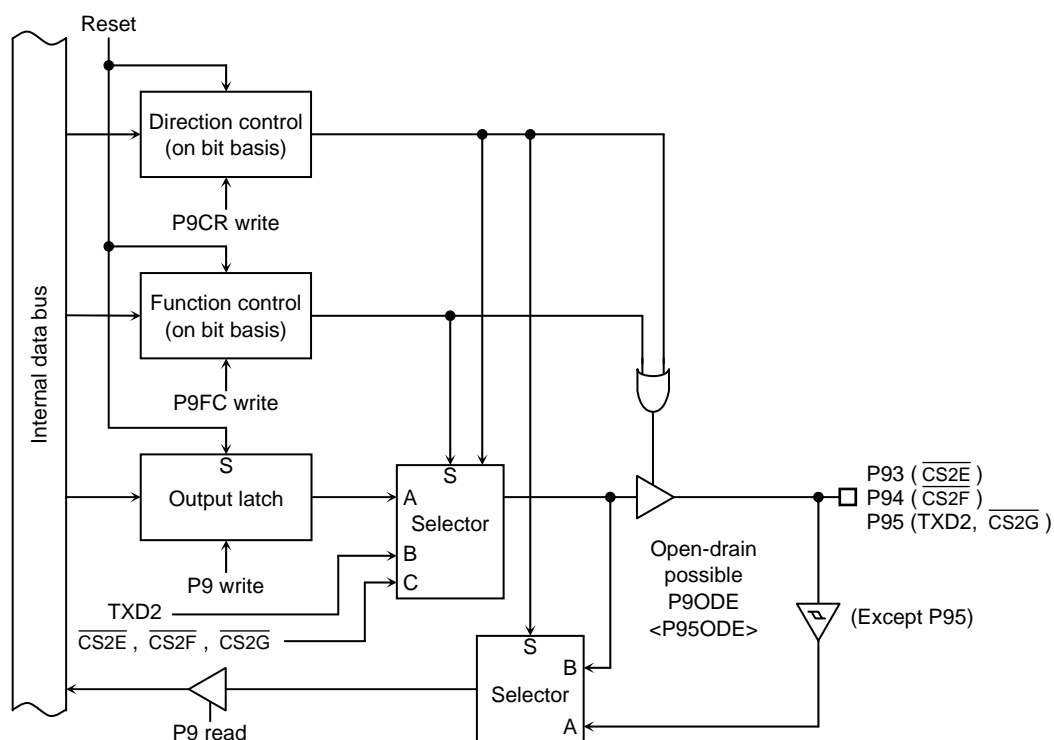 Reset
Internal data bus
Direction control
(on bit basis)
P9CR write
Function control
(on bit basis)
P9FC write
S
Output latch
P9 write
S
A
Selector
B
C
TXD2
CS2E , CS2F , CS2G
P93 ( CS2E )
P94 ( CS2F )
P95 (TXD2, CS2G )
Open-drain
possible
P9ODE
<P95ODE>
(Except P95)
S
B
Selector
A
P9 read